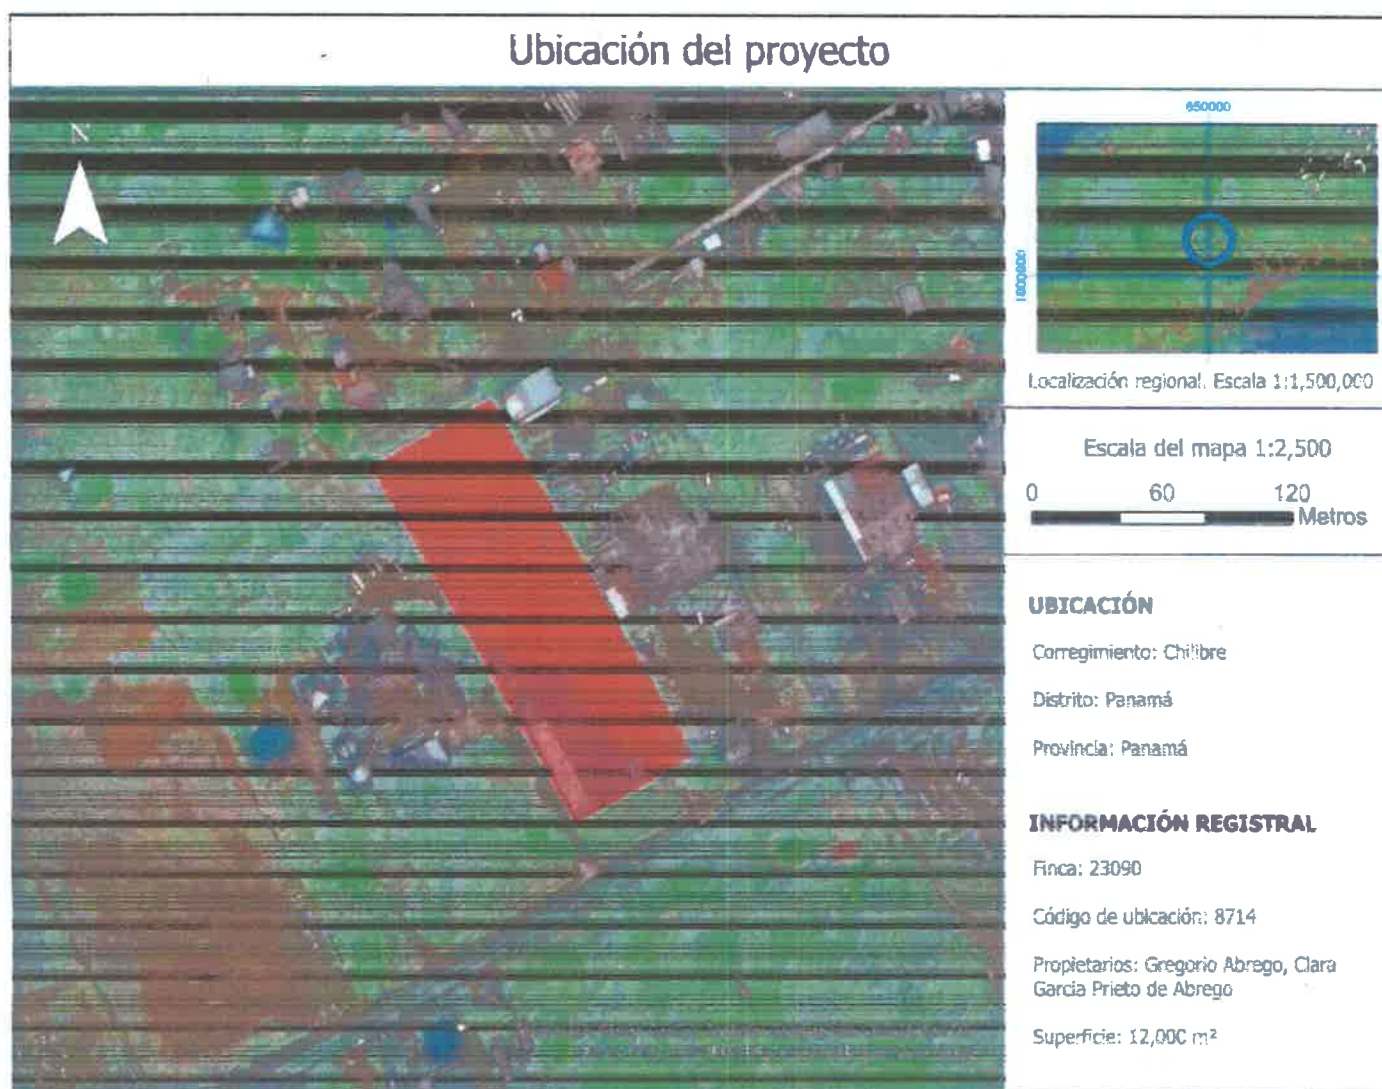 Ubicación del proyecto
N
650000
1000000
Localización regional. Escala 1:1,500,000
Escala del mapa 1:2,500
0 60 120
Metros
UBICACIÓN
Corregimiento: Chilibre
Distrito: Panamá
Provincia: Panamá
INFORMACIÓN REGISTRAL
Finca: 23090
Código de ubicación: 8714
Propietarios: Gregorio Abrego, Clara
Garcia Prieto de Abrego
Superficie: 12,000 m²